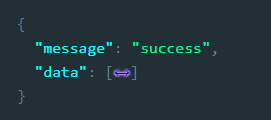 {
"message": "success",
"data": [↔]
}